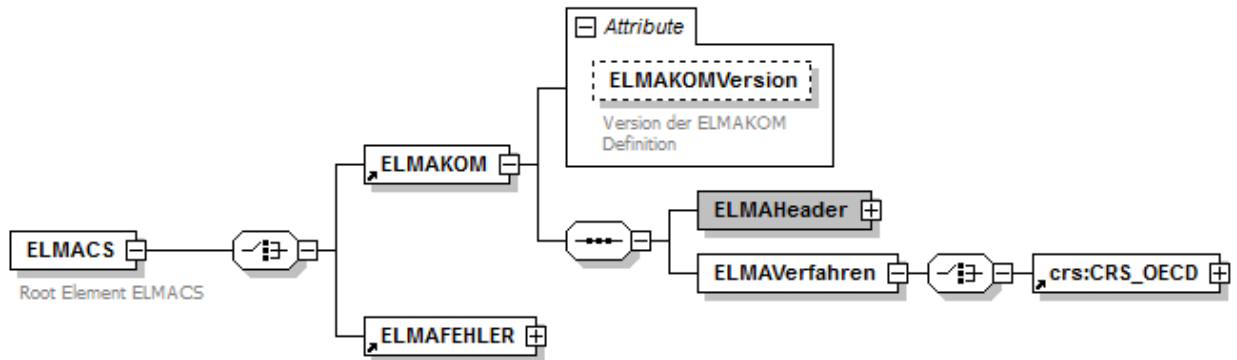 Attribute
ELMAKOMVersion
Version der ELMAKOM
Definition
ELMAKOM
ELMAHeader
ELMACS
Root Element ELMACS
ELMAVerfahren
crs:CRS_OECD
ELMAFEHLER